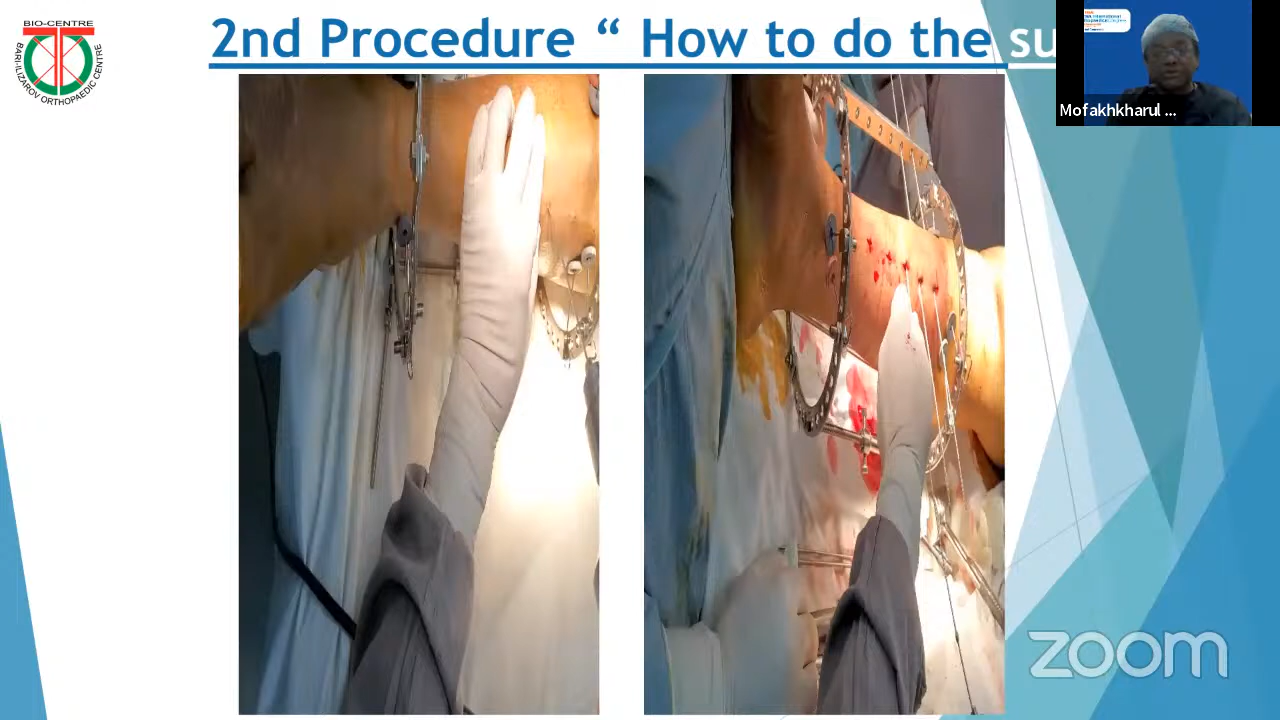 BIO-CENTRE
BARI-ILIZAROV ORTHOPAEDIC CENTRE
2nd Procedure “ How to do the su
Mofakhkharul ...
zoom